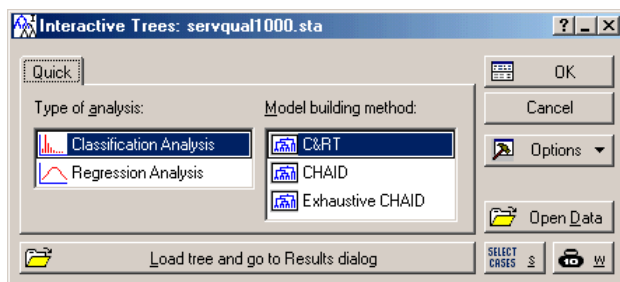 Interactive Trees: servqual1000.sta
Quick
Type of analysis:
Classification Analysis
Regression Analysis
Model building method:
C&RT
CHAID
Exhaustive CHAID
Load tree and go to Results dialog
OK
Cancel
Options
Open Data
SELECT CASES S
10 W